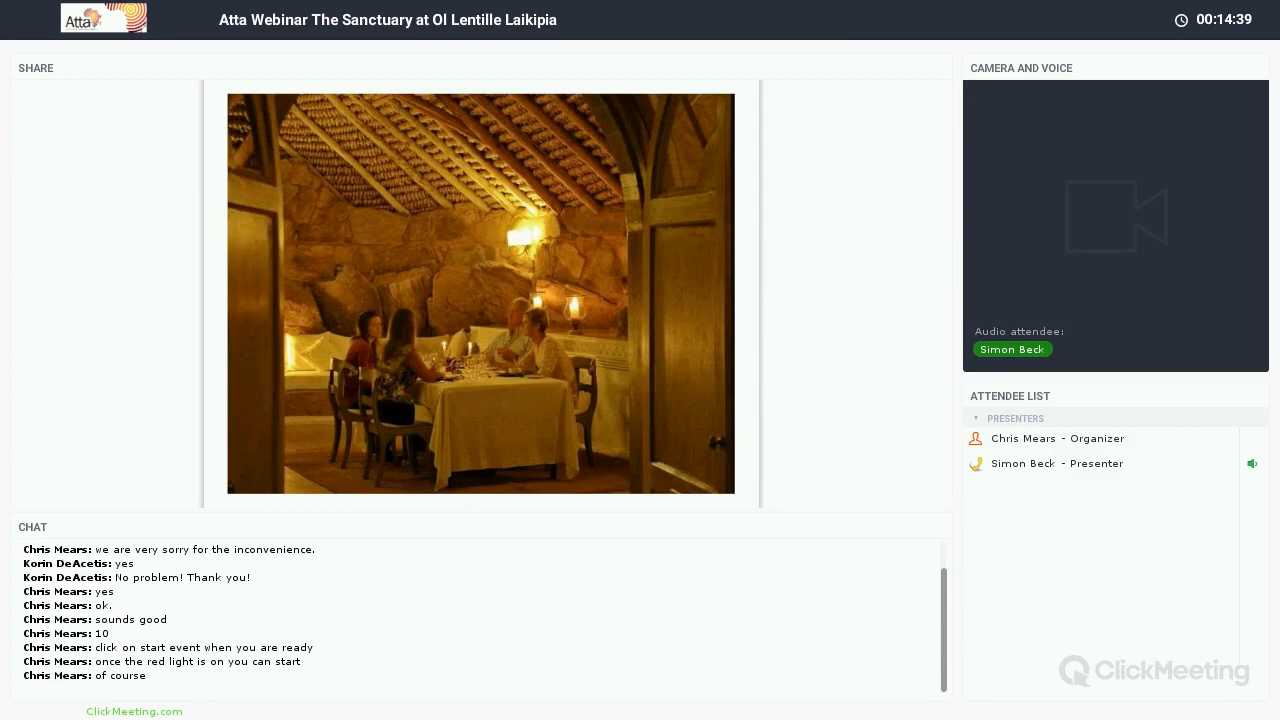 Atta
Atta Webinar The Sanctuary at Ol Lentille Laikipia
00:14:39
SHARE
CAMERA AND VOICE
Audio attendee:
Simon Beck
ATTENDEE LIST
PRESENTERS
Chris Mears - Organizer
Simon Beck - Presenter
CHAT
Chris Mears: we are very sorry for the inconvenience.
Korin DeAcetis: yes
Korin DeAcetis: No problem! Thank you!
Chris Mears: yes
Chris Mears: ok.
Chris Mears: sounds good
Chris Mears: 10
Chris Mears: click on start event when you are ready
Chris Mears: once the red light is on you can start
Chris Mears: of course
ClickMeeting
ClickMeeting.com